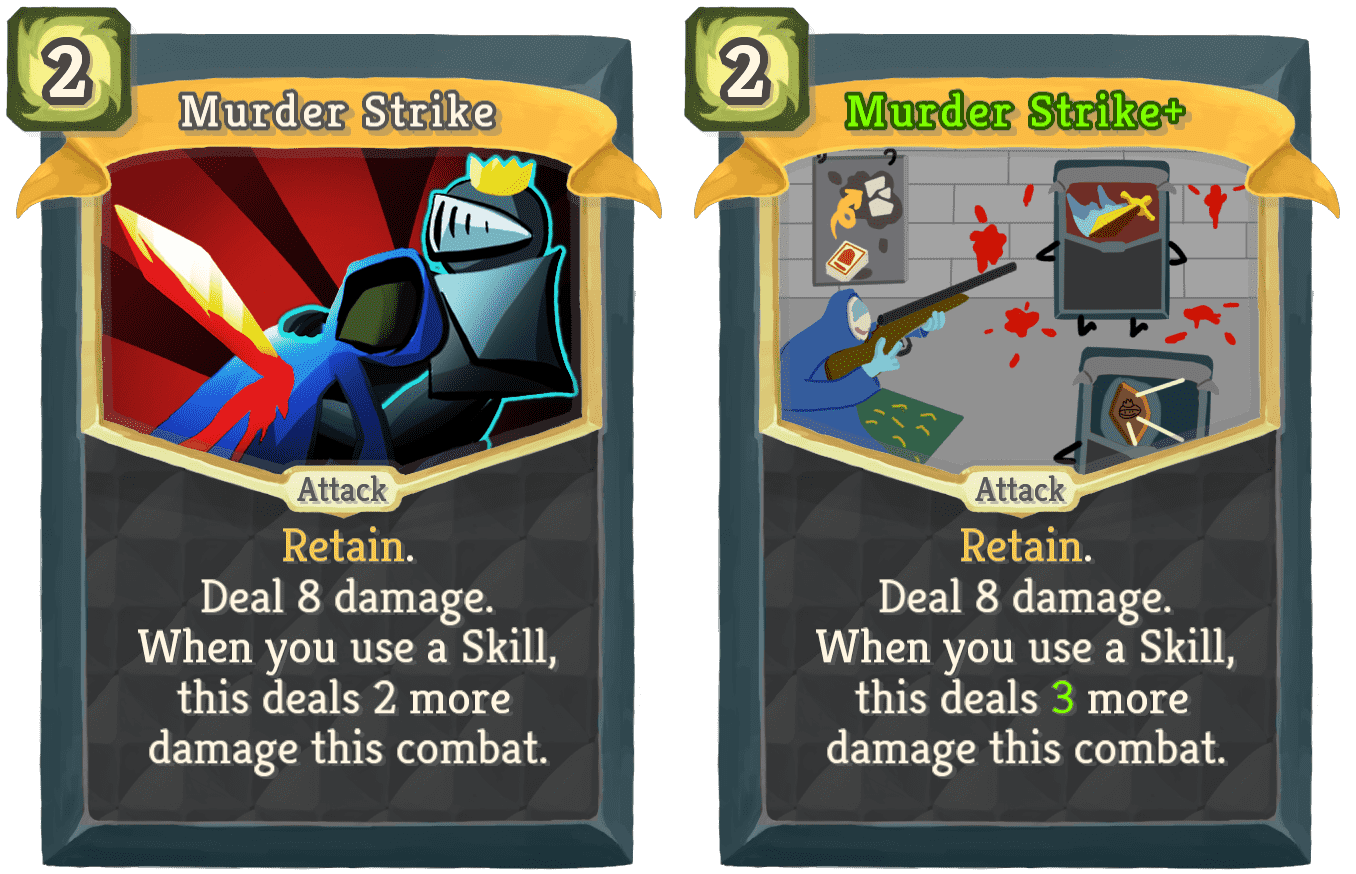 2
Murder Strike
Attack
Retain.
Deal 8 damage.
When you use a Skill,
this deals 2 more
damage this combat.
2
Murder Strike+
Attack
Retain.
Deal 8 damage.
When you use a Skill,
this deals 3 more
damage this combat.